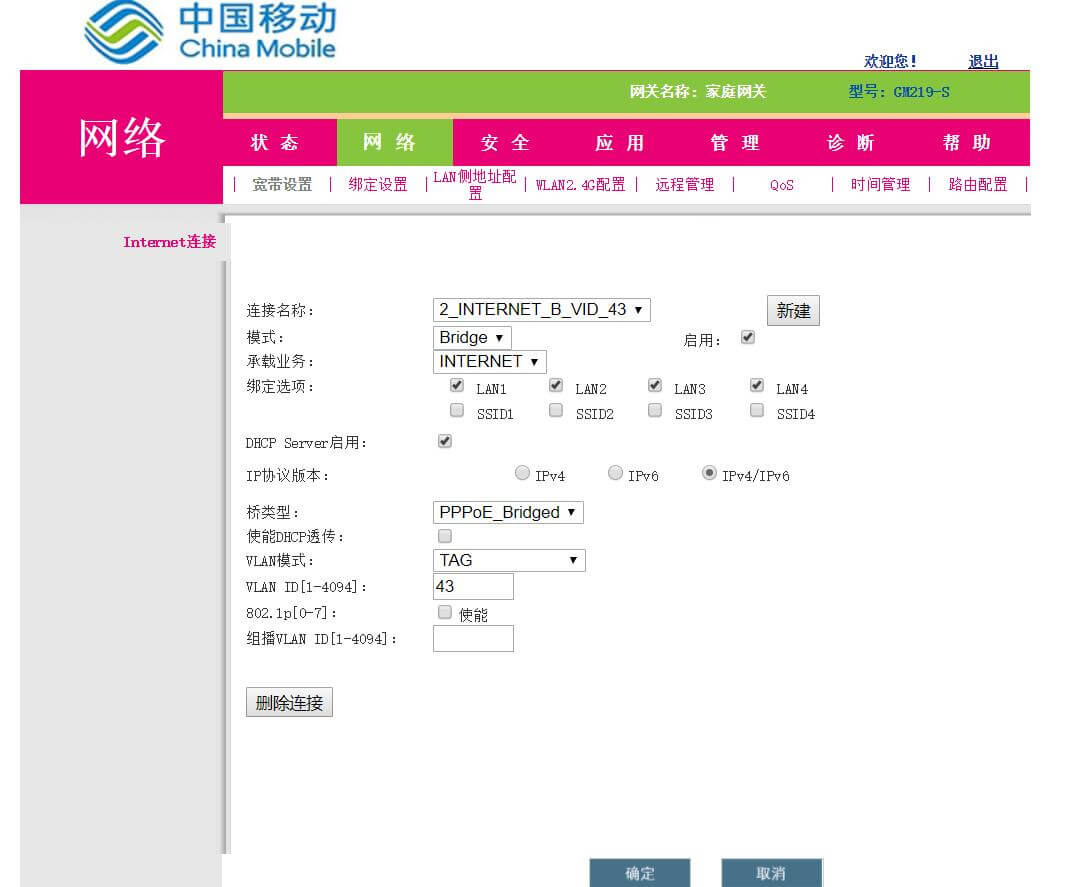 中国移动
China Mobile
欢迎您! 退出
网关名称：家庭网关 型号：GM219-S
网络
状态 网络 安全 应用 管理 诊断 帮助
宽带设置 绑定设置 LAN侧地址配置 WLAN2.4G配置 远程管理 QoS 时间管理 路由配置
Internet连接
连接名称： 2_INTERNET_B_VID_43 新建
模式： Bridge 启用：
承载业务： INTERNET
绑定选项： LAN1 LAN2 LAN3 LAN4
SSID1 SSID2 SSID3 SSID4
DHCP Server启用：
IP协议版本： IPv4 IPv6 IPv4/IPv6
桥类型： PPPoE_Bridged
使能DHCP透传：
VLAN模式： TAG
VLAN ID[1-4094]： 43
802.1p[0-7]： 使能
组播VLAN ID[1-4094]：
删除连接
确定 取消